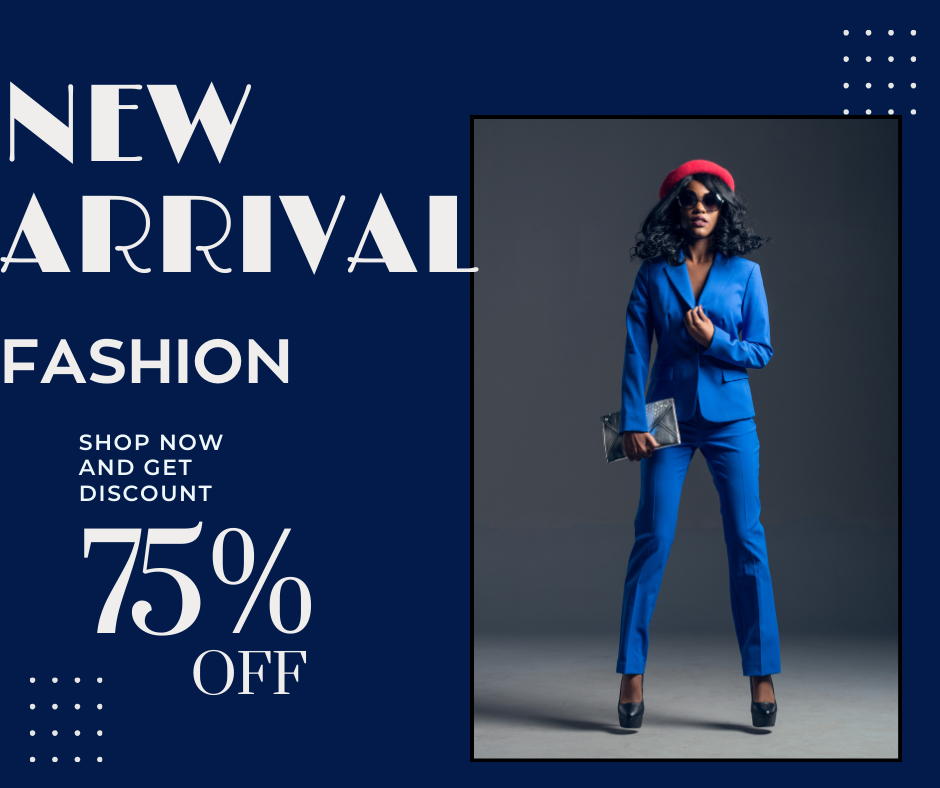 NEW
ARRIVAL
FASHION
SHOP NOW
AND GET
DISCOUNT
75%
OFF